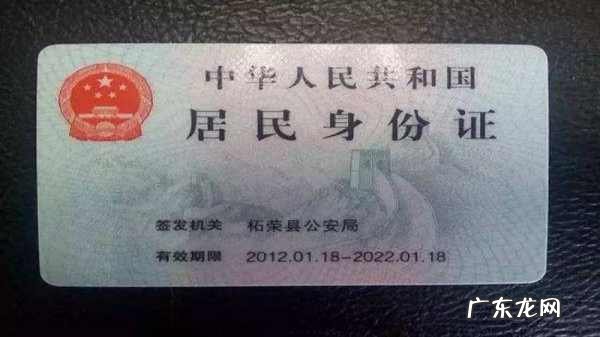 中华人民共和国
居民身份证
签发机关 柘荣县公安局
有效期限 2012.01.18-2022.01.18
广东龙网